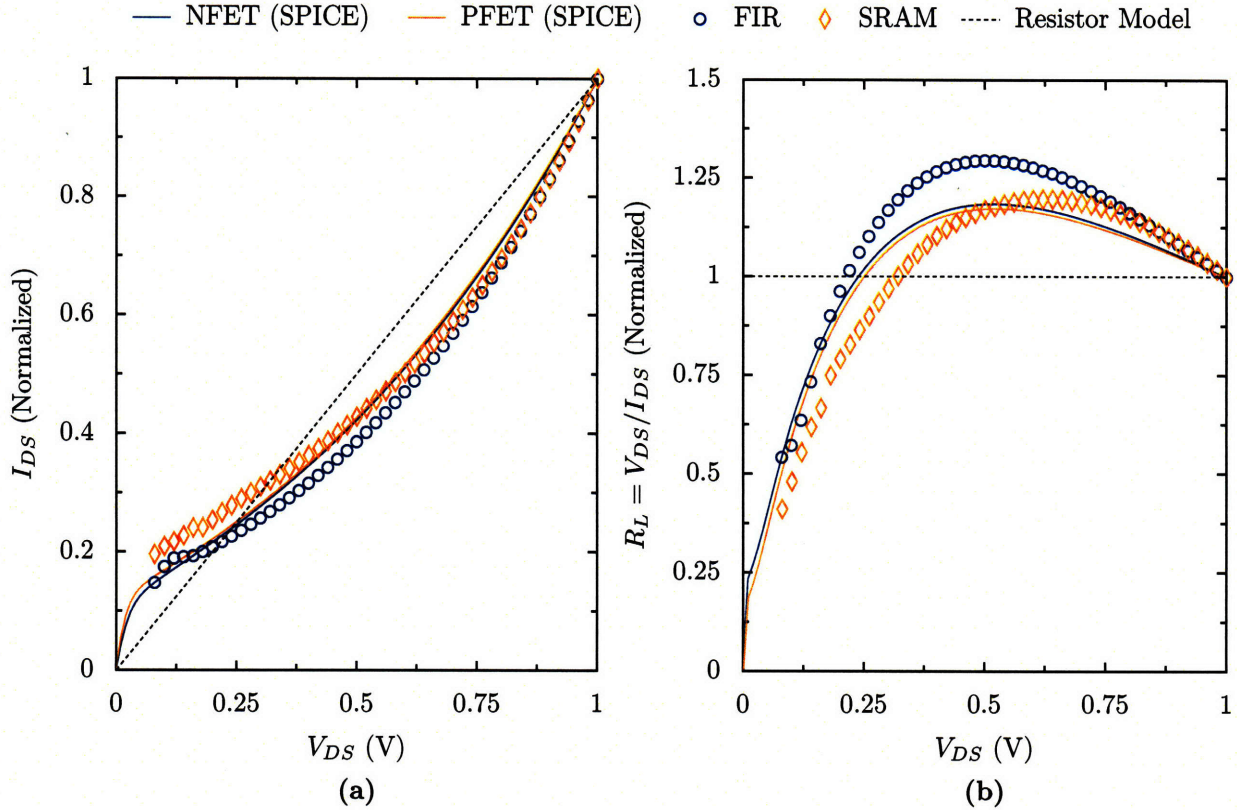 NFET (SPICE) PFET (SPICE) FIR SRAM Resistor Model
I_DS (Normalized)
1
0.8
0.6
0.4
0.2
0
0 0.25 0.5 0.75 1
V_DS (V)
(a)
R_L = V_DS/I_DS (Normalized)
1.5
1.25
1
0.75
0.5
0.25
0
0 0.25 0.5 0.75 1
V_DS (V)
(b)